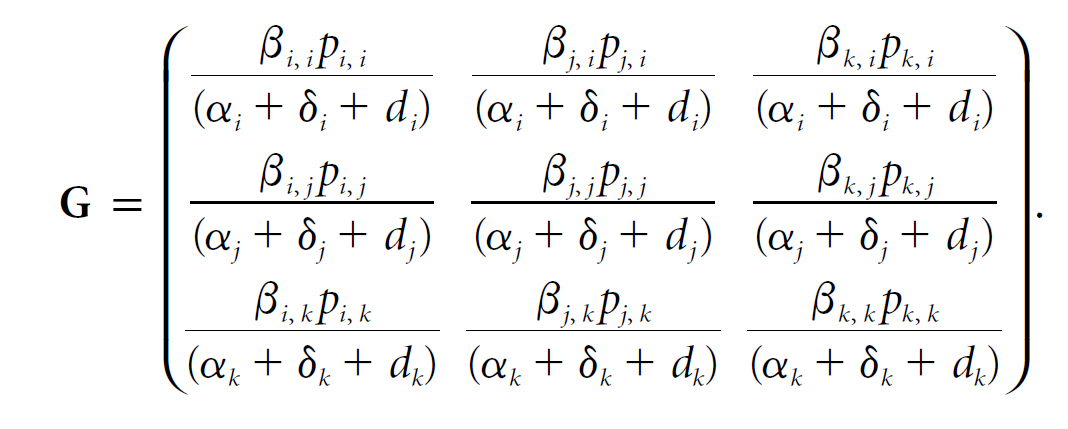 β_{i, i}p_{i, i} β_{j, i}p_{j, i} β_{k, i}p_{k, i}
(α_i + δ_i + d_i) (α_i + δ_i + d_i) (α_i + δ_i + d_i)
β_{i, j}p_{i, j} β_{j, j}p_{j, j} β_{k, j}p_{k, j}
G = (α_j + δ_j + d_j) (α_j + δ_j + d_j) (α_j + δ_j + d_j) .
β_{i, k}p_{i, k} β_{j, k}p_{j, k} β_{k, k}p_{k, k}
(α_k + δ_k + d_k) (α_k + δ_k + d_k) (α_k + δ_k + d_k)